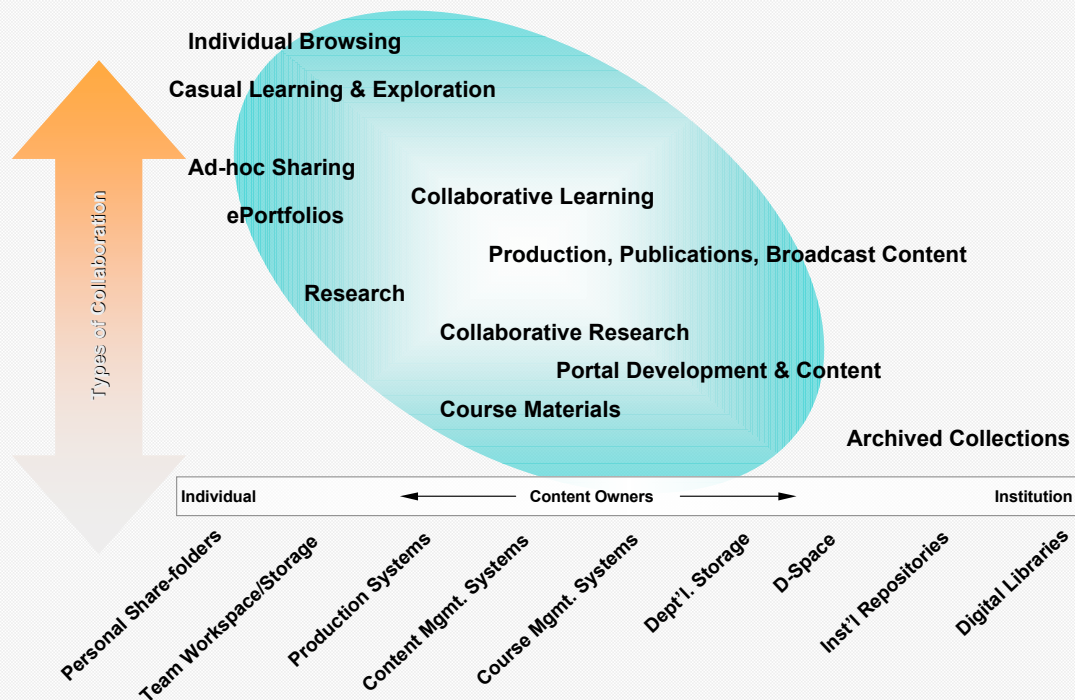 Individual Browsing
Casual Learning & Exploration
Ad-hoc Sharing
Collaborative Learning
ePortfolios
Production, Publications, Broadcast Content
Research
Collaborative Research
Portal Development & Content
Course Materials
Archived Collections
Types of Collaboration
Individual
Content Owners
Institution
Personal Share-folders
Team Workspace/Storage
Production Systems
Content Mgmt. Systems
Course Mgmt. Systems
Dept'l. Storage
D-Space
Inst'l Repositories
Digital Libraries